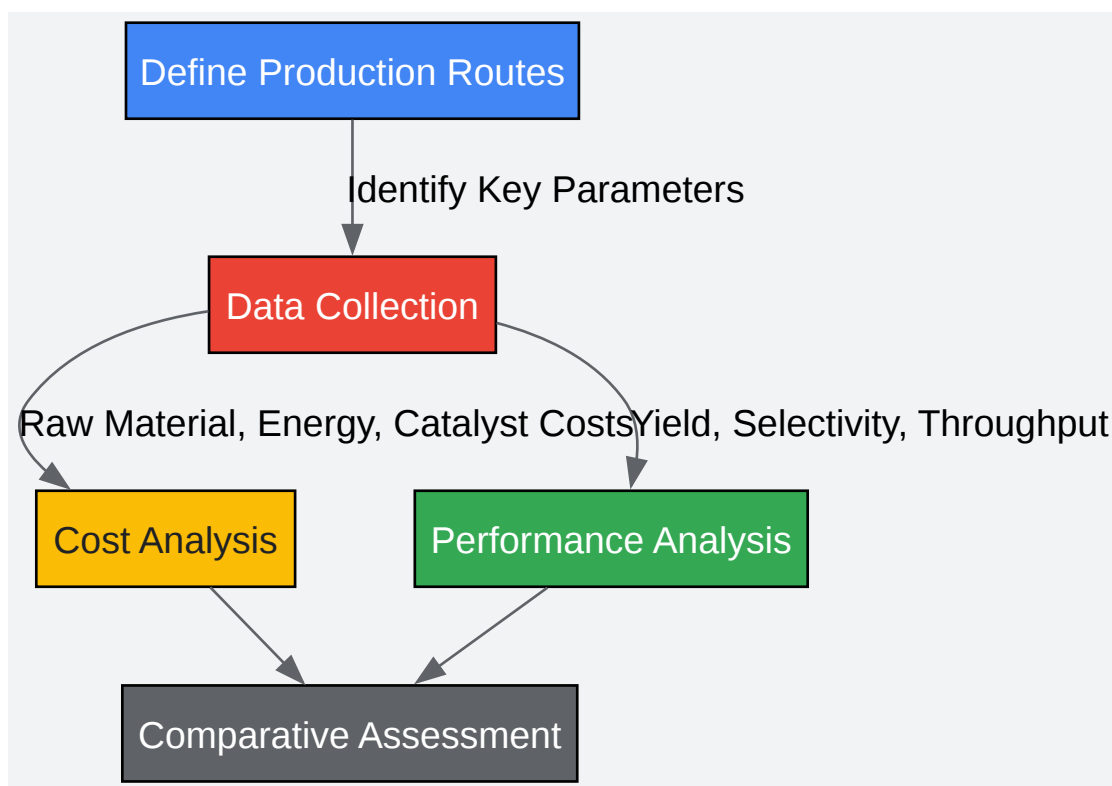 Define Production Routes
Identify Key Parameters
Data Collection
Raw Material, Energy, Catalyst Costs
Yield, Selectivity, Throughput
Cost Analysis
Performance Analysis
Comparative Assessment